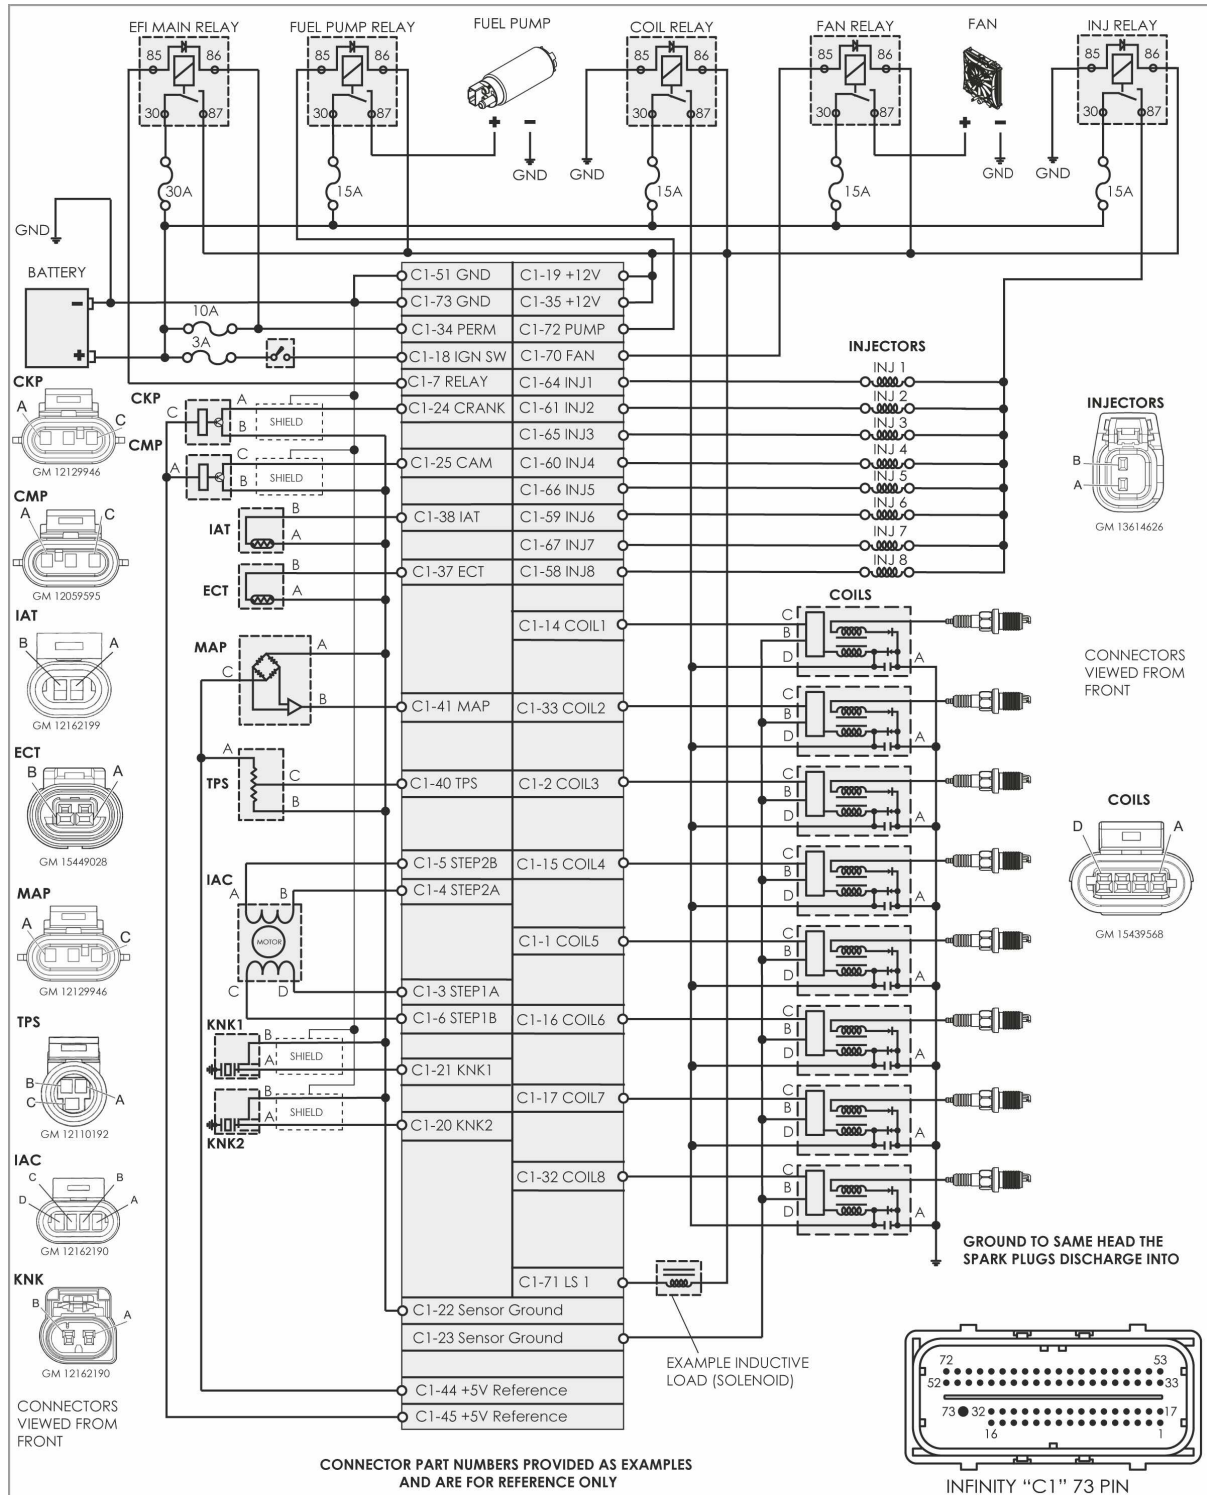 EFI MAIN RELAY
FUEL PUMP RELAY
FUEL PUMP
COIL RELAY
FAN RELAY
FAN
INJ RELAY
85 86
30 87
85 86
30 87
85 86
30 87
85 86
30 87
85 86
30 87
+ -
+ -
GND
GND
GND
GND
GND
30A
15A
15A
15A
15A
GND
BATTERY
-
+
10A
3A
C1-51 GND
C1-73 GND
C1-34 PERM
C1-18 IGN SW
C1-7 RELAY
C1-24 CRANK
C1-25 CAM
C1-38 IAT
C1-37 ECT
C1-41 MAP
C1-40 TPS
C1-5 STEP2B
C1-4 STEP2A
C1-3 STEP1A
C1-6 STEP1B
C1-21 KNK1
C1-20 KNK2
C1-22 Sensor Ground
C1-23 Sensor Ground
C1-44 +5V Reference
C1-45 +5V Reference
C1-19 +12V
C1-35 +12V
C1-72 PUMP
C1-70 FAN
C1-64 INJ1
C1-61 INJ2
C1-65 INJ3
C1-60 INJ4
C1-66 INJ5
C1-59 INJ6
C1-67 INJ7
C1-58 INJ8
C1-14 COIL1
C1-33 COIL2
C1-2 COIL3
C1-15 COIL4
C1-1 COIL5
C1-16 COIL6
C1-17 COIL7
C1-32 COIL8
C1-71 LS 1
CKP
A C
GM 12129946
CMP
A C
GM 12059595
IAT
B A
GM 12162199
ECT
B A
GM 15449028
MAP
A C
GM 12129946
TPS
B
C A
GM 12110192
IAC
C B
D A
GM 12162190
KNK
B A
GM 12162190
CONNECTORS
VIEWED FROM
FRONT
CKP
C A
B
SHIELD
CMP
A C
B
SHIELD
IAT
B
A
ECT
B
A
MAP
A
C
B
TPS
A
C
B
IAC
A B
MOTOR
C D
KNK1
B
A
SHIELD
KNK2
B
A
SHIELD
INJECTORS
INJ 1
INJ 2
INJ 3
INJ 4
INJ 5
INJ 6
INJ 7
INJ 8
INJECTORS
B
A
GM 13614626
COILS
C
B
D A
C
B
D A
C
B
D A
C
B
D A
C
B
D A
C
B
D A
C
B
D A
C
B
D A
CONNECTORS
VIEWED FROM
FRONT
COILS
D A
GM 15439568
GROUND TO SAME HEAD THE
SPARK PLUGS DISCHARGE INTO
EXAMPLE INDUCTIVE
LOAD (SOLENOID)
72 53
52 33
73 32 17
16 1
INFINITY "C1" 73 PIN
CONNECTOR PART NUMBERS PROVIDED AS EXAMPLES
AND ARE FOR REFERENCE ONLY